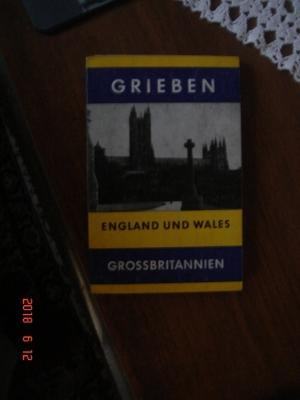 GRIEBEN
ENGLAND UND WALES
GROSSBRITANNIEN
2018 6 12